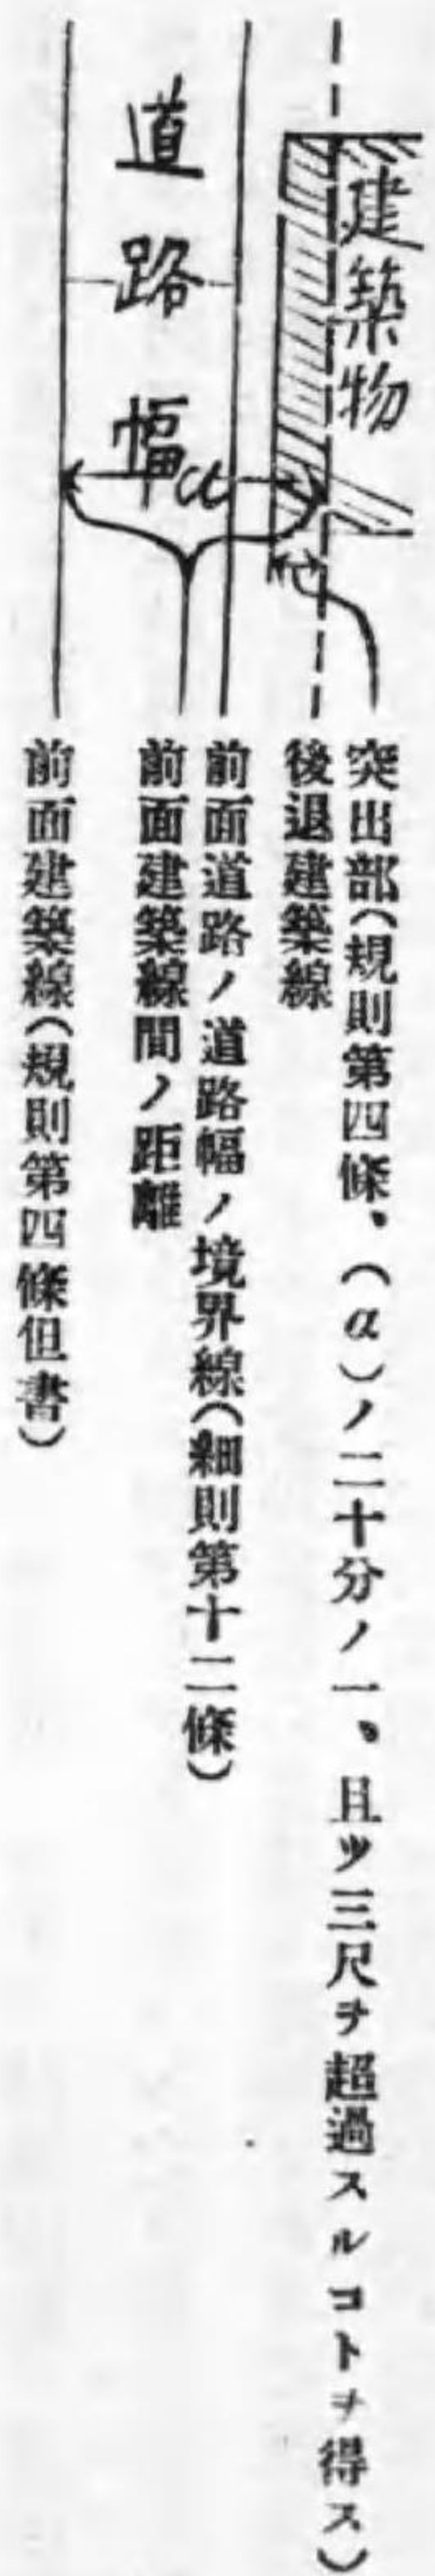 建築物
道路幅
α
突出部(規則第四條、(α)ノ二十分ノ一、且ツ三尺ヲ超過スルコトヲ得ス)
後退建築線
前面道路ノ道路幅ノ境界線(細則第十二條)
前面建築線間ノ距離
前面建築線(規則第四條但書)